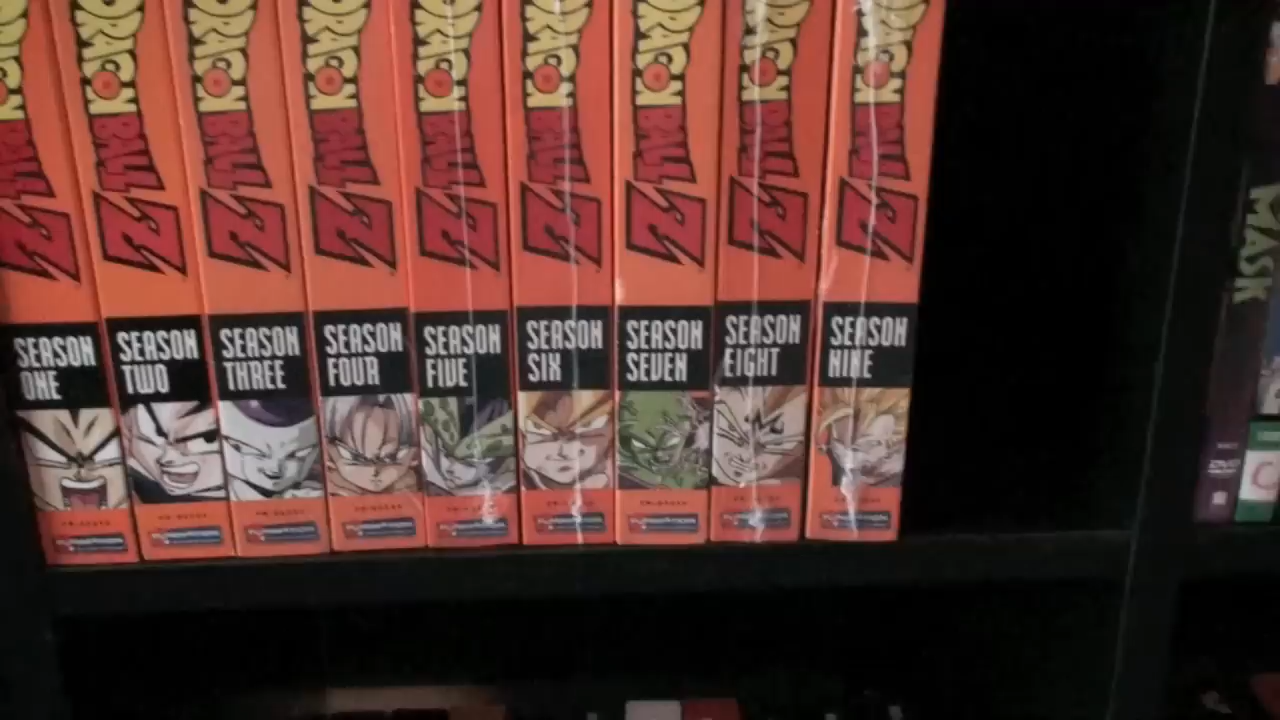 DRAGON BALL Z
SEASON ONE
DRAGON BALL Z
SEASON TWO
DRAGON BALL Z
SEASON THREE
DRAGON BALL Z
SEASON FOUR
DRAGON BALL Z
SEASON FIVE
DRAGON BALL Z
SEASON SIX
DRAGON BALL Z
SEASON SEVEN
DRAGON BALL Z
SEASON EIGHT
DRAGON BALL Z
SEASON NINE
MASK
DVD
C